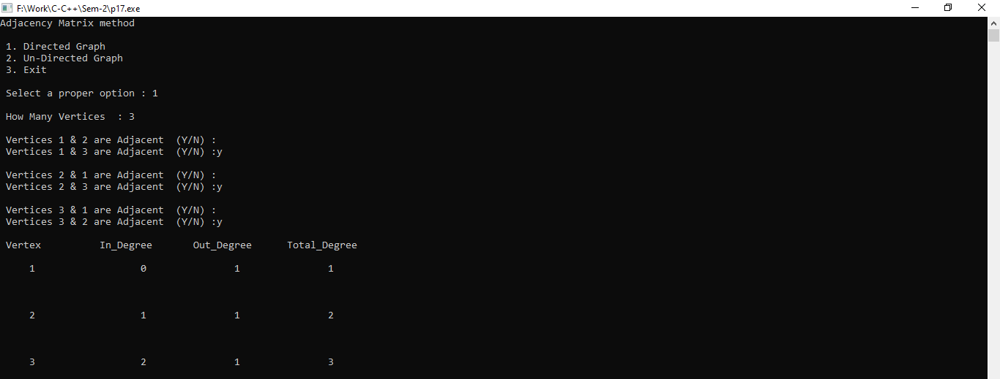 F:\Work\C-C++\Sem-2\p17.exe
Adjacency Matrix method
1. Directed Graph
2. Un-Directed Graph
3. Exit
Select a proper option : 1
How Many Vertices  : 3
Vertices 1 & 2 are Adjacent  (Y/N) :
Vertices 1 & 3 are Adjacent  (Y/N) :y
Vertices 2 & 1 are Adjacent  (Y/N) :
Vertices 2 & 3 are Adjacent  (Y/N) :y
Vertices 3 & 1 are Adjacent  (Y/N) :
Vertices 3 & 2 are Adjacent  (Y/N) :y
Vertex          In_Degree       Out_Degree      Total_Degree
1                  0               1               1
2                  1               1               2
3                  2               1               3